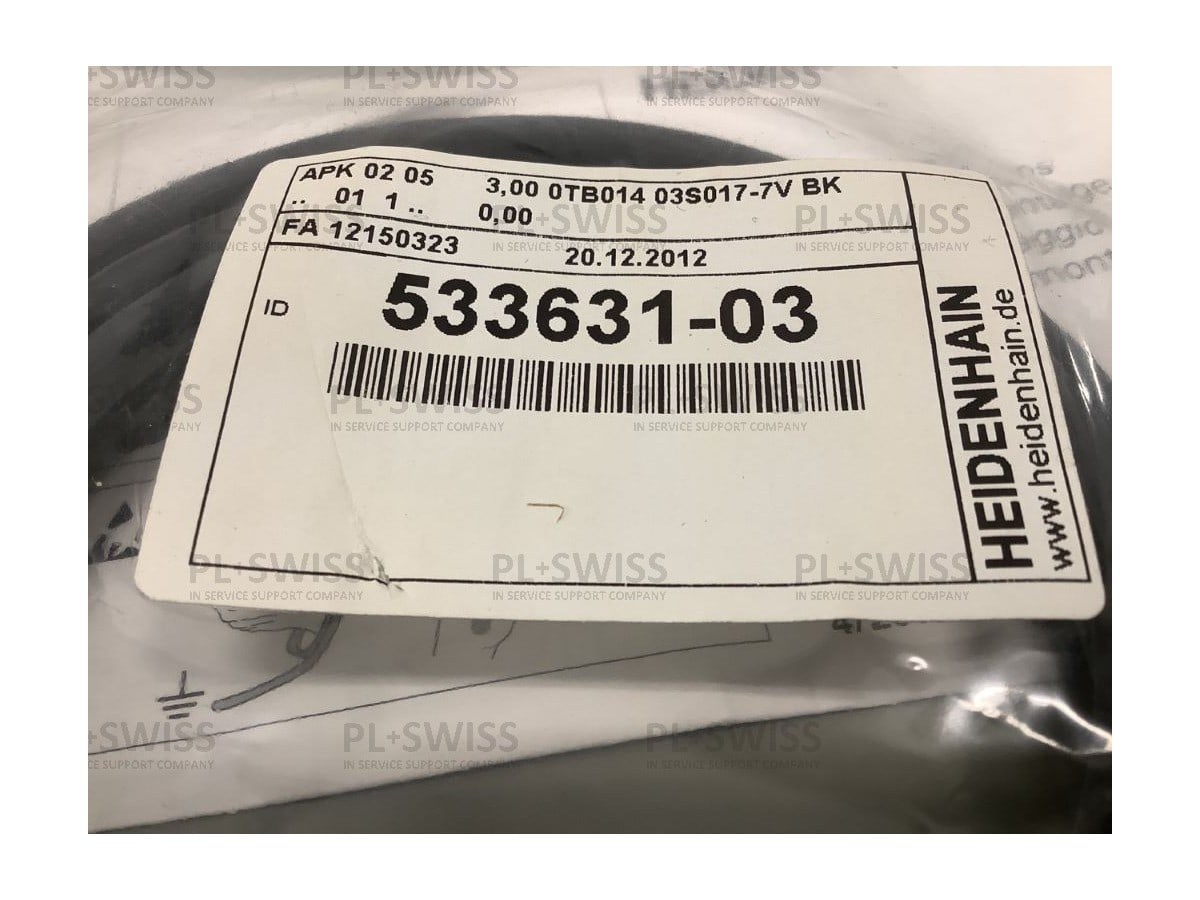 PL+SWISS
IN SERVICE SUPPORT COMPANY
APK 02 05 3,00 0TB014 03S017-7V BK
.. 01 1 .. 0,00
FA 12150323 20.12.2012
ID 533631-03
HEIDENHAIN
www.heidenhain.de